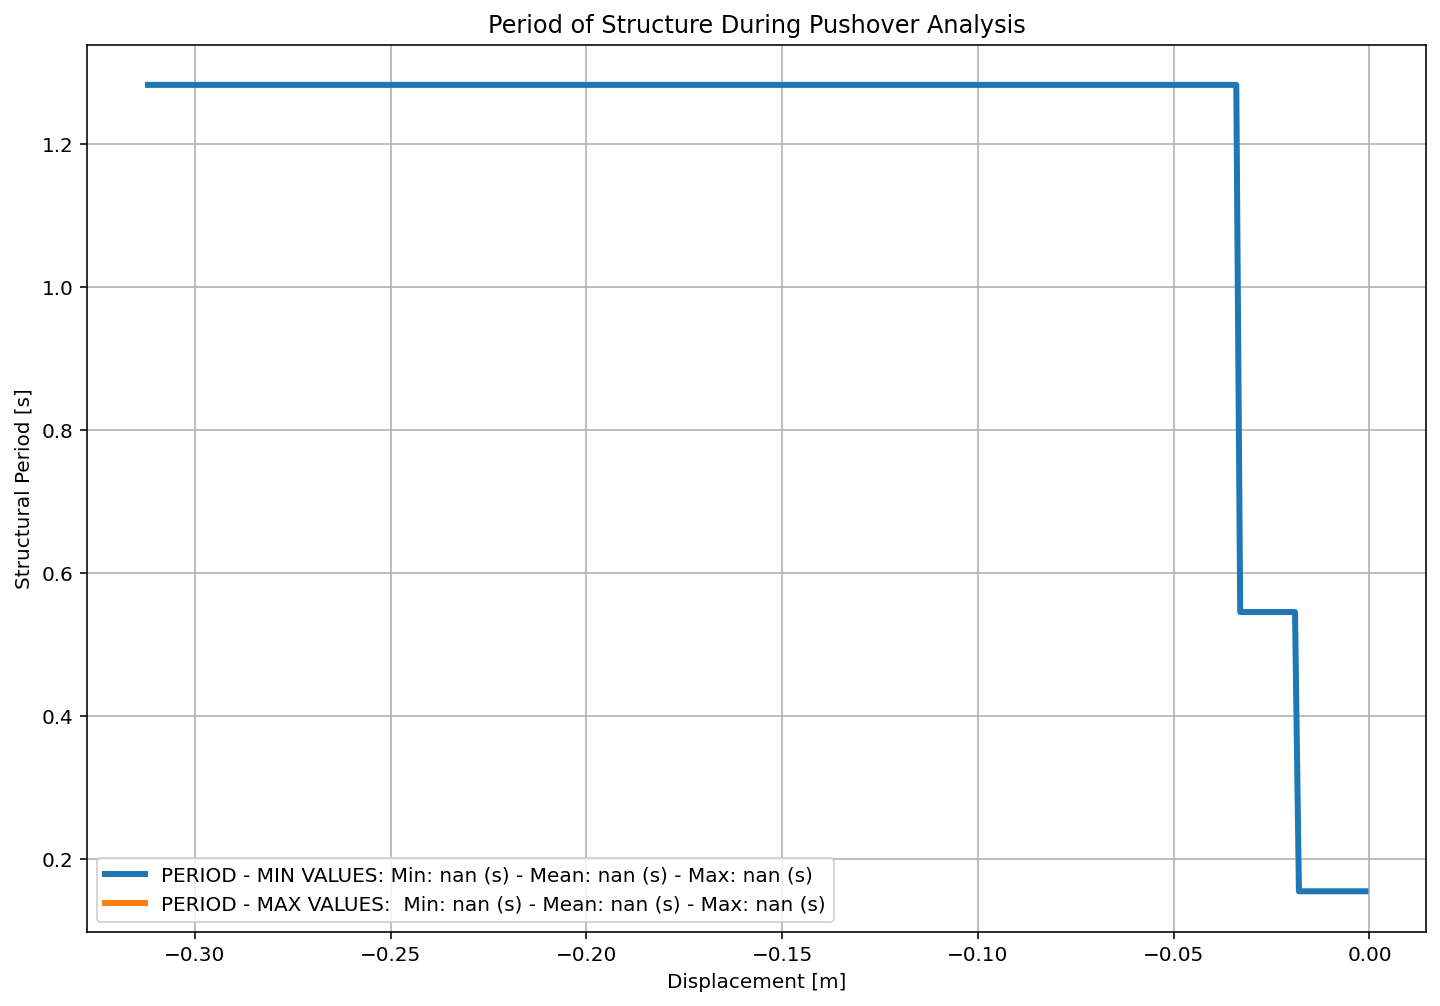 Period of Structure During Pushover Analysis
Structural Period [s]
1.2
1.0
0.8
0.6
0.4
0.2
PERIOD - MIN VALUES: Min: nan (s) - Mean: nan (s) - Max: nan (s)
PERIOD - MAX VALUES:  Min: nan (s) - Mean: nan (s) - Max: nan (s)
−0.30 −0.25 −0.20 −0.15 −0.10 −0.05 0.00
Displacement [m]